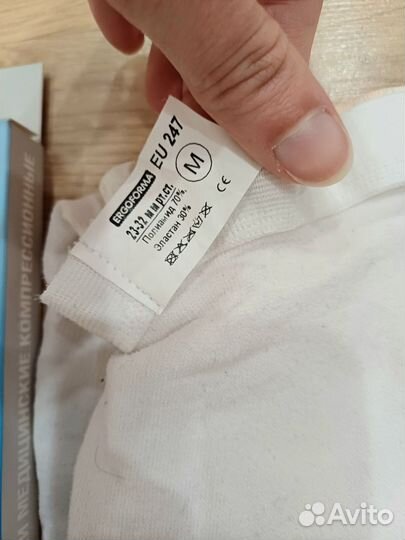 ERGOFORMA EU 247
M
23-32 ММ РТ.СТ.
Полиамид 70%,
Эластан 30%
CE
МЕДИЦИНСКИЕ КОМПРЕССИОННЫЕ
Avito